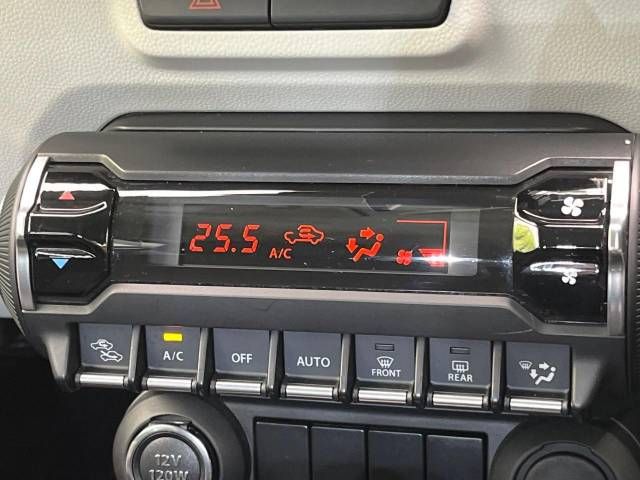 25.5
A/C
A/C
OFF
AUTO
FRONT
REAR
12V
120W